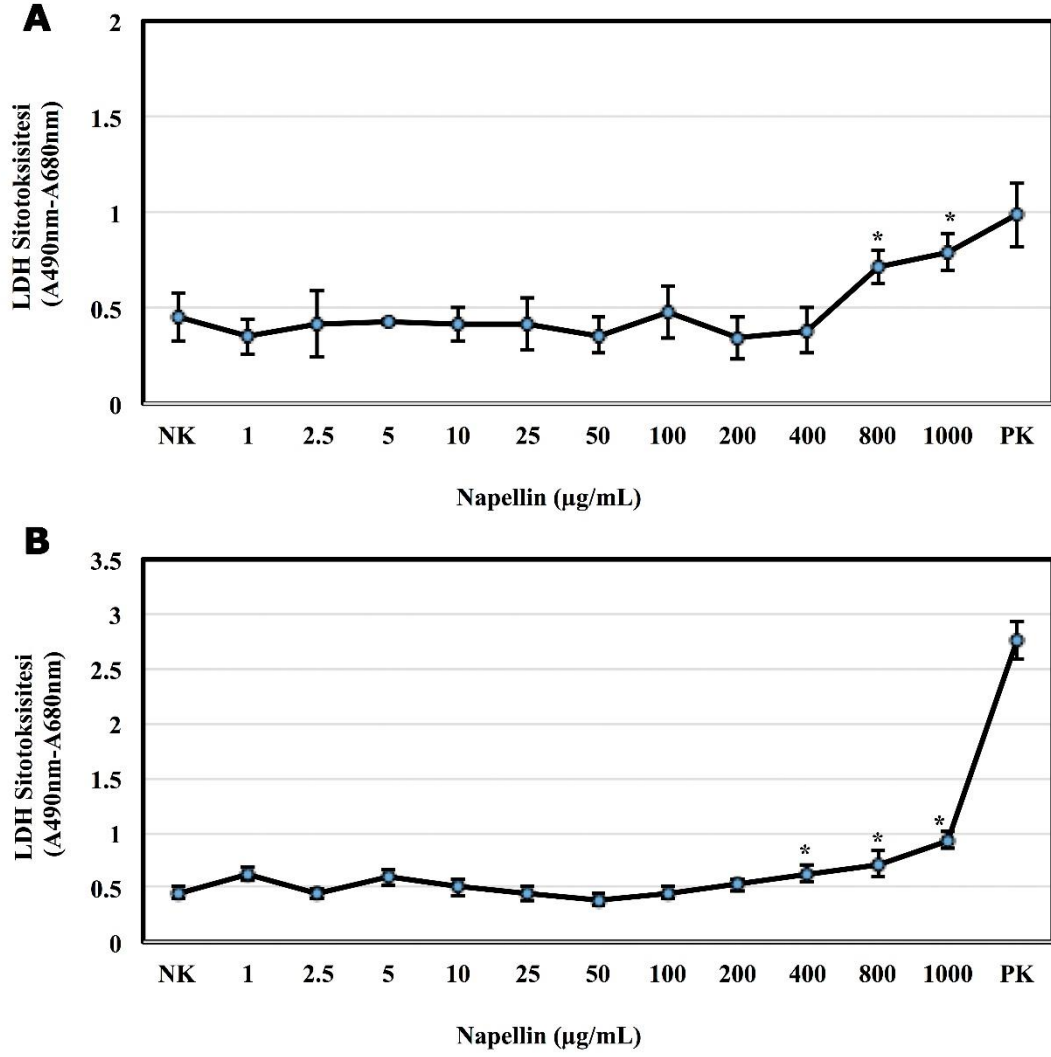 A
LDH Sitotoksisitesi
(A490nm-A680nm)
2
1.5
1
0.5
0
*
*
NK 1 2.5 5 10 25 50 100 200 400 800 1000 PK
Napellin (µg/mL)
B
LDH Sitotoksisitesi
(A490nm-A680nm)
3.5
3
2.5
2
1.5
1
0.5
0
*
*
*
NK 1 2.5 5 10 25 50 100 200 400 800 1000 PK
Napellin (µg/mL)